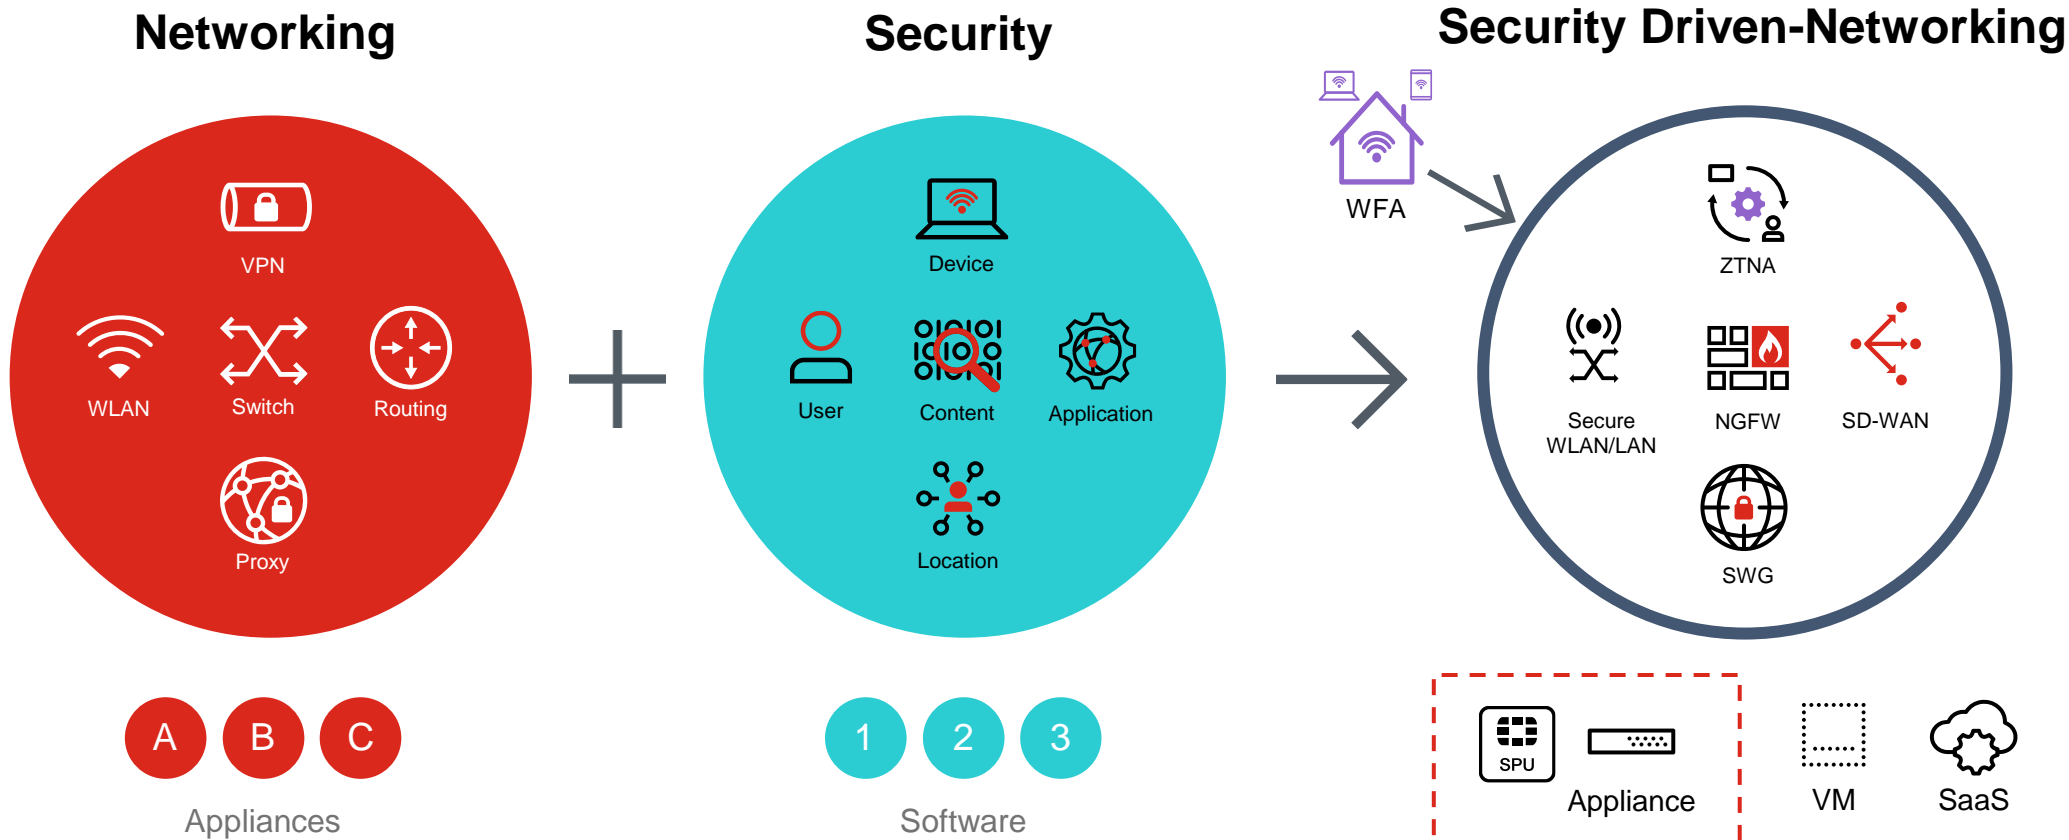 Networking
Security
Security Driven-Networking
VPN
WLAN
Switch
Routing
Proxy
A
B
C
Appliances
Device
User
Content
Application
Location
1
2
3
Software
WFA
ZTNA
Secure
WLAN/LAN
NGFW
SD-WAN
SWG
SPU
Appliance
VM
SaaS